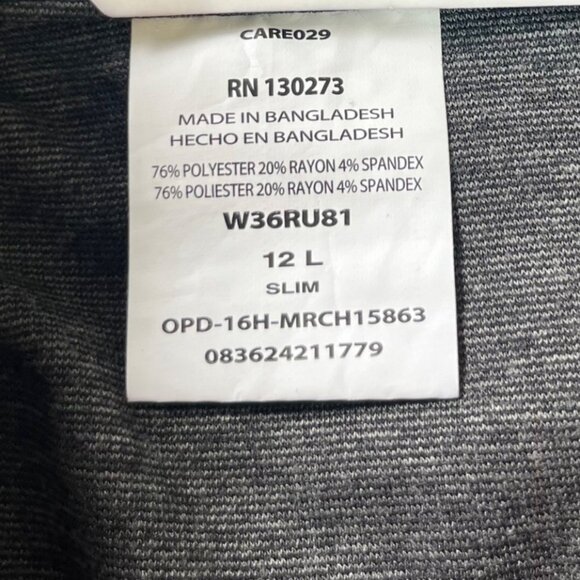 CARE029
RN 130273
MADE IN BANGLADESH
HECHO EN BANGLADESH
76% POLYESTER 20% RAYON 4% SPANDEX
76% POLIESTER 20% RAYON 4% SPANDEX
W36RU81
12 L
SLIM
OPD-16H-MRCH15863
083624211779